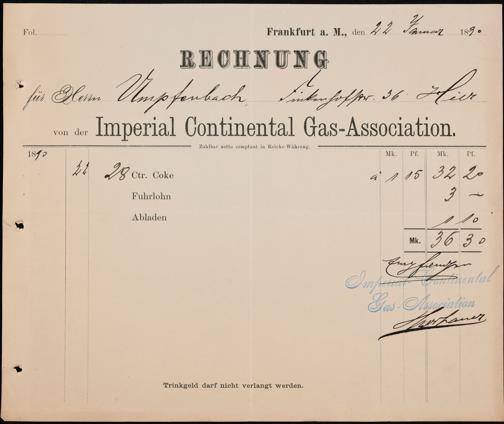 Fol.
Frankfurt a. M., den 22 Januar 1890
RECHNUNG
für Herrn Umpfenbach, 36 Hier
von der Imperial Continental Gas-Association.
Zahlbar netto comptant in Reichs-Währung.
Mk. Pf. Mk. Pf.
1890
22 28 Ctr. Coke à 1 15 32 20
Fuhrlohn 3 —
Abladen 1 10
Mk. 36 30
Imperial Continental
Gas-Association
Trinkgeld darf nicht verlangt werden.